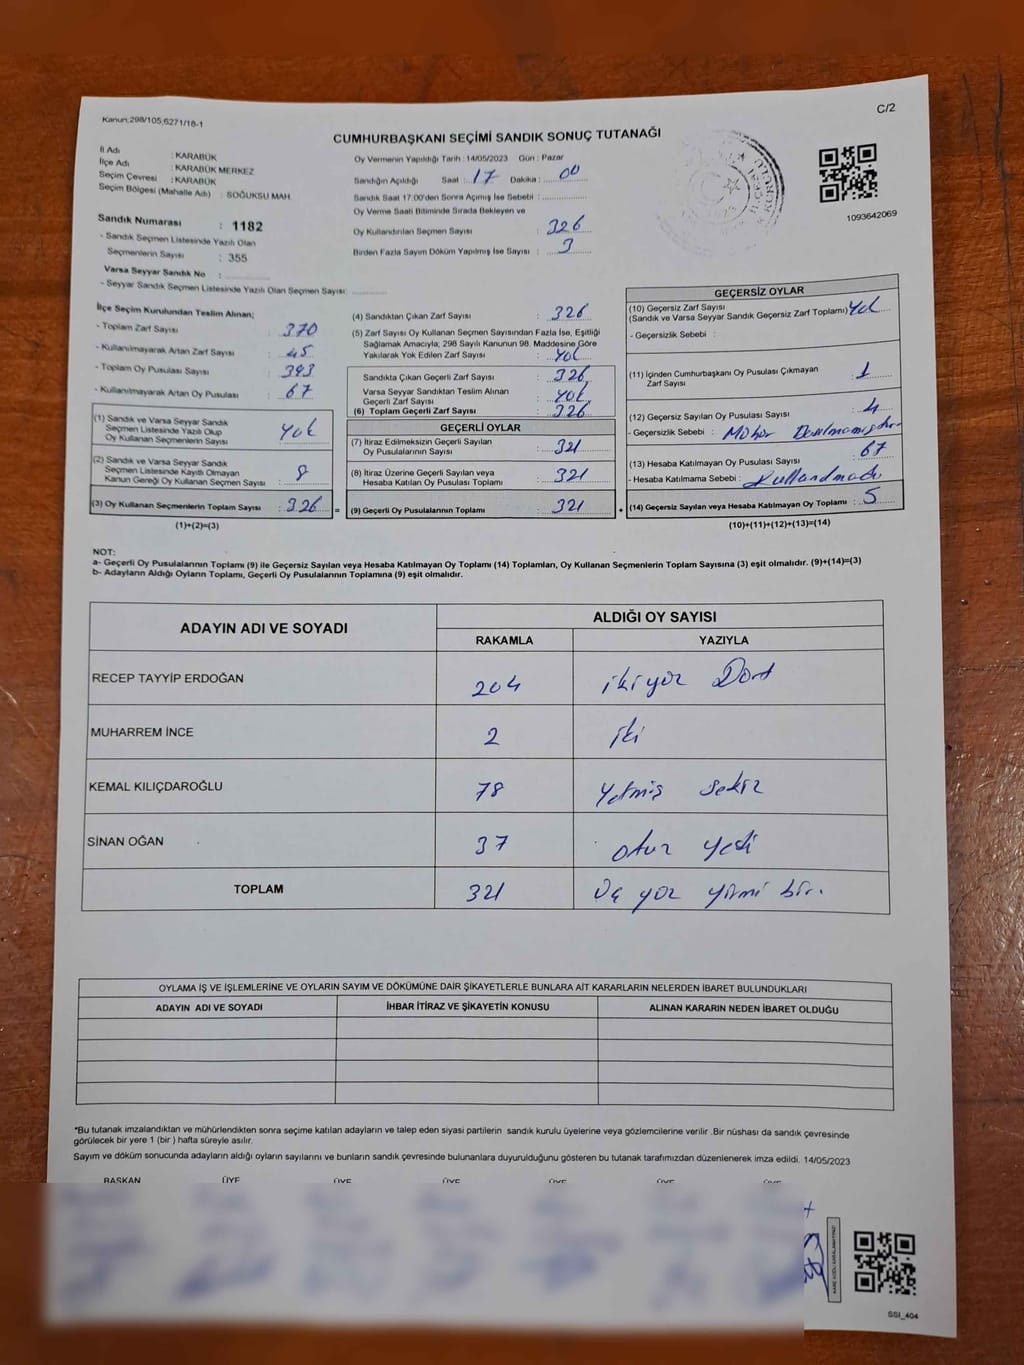 C/2
Kanun;298/105,6271/18-1
CUMHURBAŞKANI SEÇİMİ SANDIK SONUÇ TUTANAĞI
İl Adı : KARABÜK
İlçe Adı : KARABÜK MERKEZ
Seçim Çevresi : KARABÜK
Seçim Bölgesi (Mahalle Adı) : SOĞUKSU MAH.
Sandık Numarası : 1182
- Sandık Seçmen Listesinde Yazılı Olan
Seçmenlerin Sayısı : 355
Varsa Seyyar Sandık No :
- Seyyar Sandık Seçmen Listesinde Yazılı Olan Seçmen Sayısı:
Oy Vermenin Yapıldığı Tarih : 14/05/2023 Gün : Pazar
Sandığın Açıldığı Saat : 17 Dakika : 00
Sandık Saat 17:00'den Sonra Açılmış İse Sebebi :
Oy Verme Saati Bitiminde Sırada Bekleyen ve
Oy Kullandırılan Seçmen Sayısı : 326
Birden Fazla Sayım Döküm Yapılmış İse Sayısı : 3
1093642069
İlçe Seçim Kurulundan Teslim Alınan;
- Toplam Zarf Sayısı : 370
- Kullanılmayarak Artan Zarf Sayısı : 45
- Toplam Oy Pusulası Sayısı : 393
- Kullanılmayarak Artan Oy Pusulası : 67
(1) Sandık ve Varsa Seyyar Sandık
Seçmen Listesinde Yazılı Olup
Oy Kullanan Seçmenlerin Sayısı : Yok
(2) Sandık ve Varsa Seyyar Sandık
Seçmen Listesinde Kayıtlı Olmayan
Kanun Gereği Oy Kullanan Seçmen Sayısı : 8
(3) Oy Kullanan Seçmenlerin Toplam Sayısı : 326 =
(1)+(2)=(3)
(4) Sandıktan Çıkan Zarf Sayısı : 326
(5) Zarf Sayısı Oy Kullanan Seçmen Sayısından Fazla İse, Eşitliği
Sağlamak Amacıyla; 298 Sayılı Kanunun 98. Maddesine Göre
Yakılarak Yok Edilen Zarf Sayısı : Yok
Sandıkta Çıkan Geçerli Zarf Sayısı : 326
Varsa Seyyar Sandıktan Teslim Alınan
Geçerli Zarf Sayısı : Yok
(6) Toplam Geçerli Zarf Sayısı : 326
GEÇERLİ OYLAR
(7) İtiraz Edilmeksizin Geçerli Sayılan
Oy Pusulalarının Sayısı : 321
(8) İtiraz Üzerine Geçerli Sayılan veya
Hesaba Katılan Oy Pusulası Toplamı : 321
(9) Geçerli Oy Pusulalarının Toplamı : 321 +
GEÇERSİZ OYLAR
(10) Geçersiz Zarf Sayısı
(Sandık ve Varsa Seyyar Sandık Geçersiz Zarf Toplamı) Yok
- Geçersizlik Sebebi :
(11) İçinden Cumhurbaşkanı Oy Pusulası Çıkmayan
Zarf Sayısı : 1
(12) Geçersiz Sayılan Oy Pusulası Sayısı : 4
- Geçersizlik Sebebi : Mühür Basılmamıştır
(13) Hesaba Katılmayan Oy Pusulası Sayısı : 67
- Hesaba Katılmama Sebebi : Kullanılmadı
(14) Geçersiz Sayılan veya Hesaba Katılmayan Oy Toplamı : 5
(10)+(11)+(12)+(13)=(14)
NOT:
a- Geçerli Oy Pusulalarının Toplamı (9) ile Geçersiz Sayılan veya Hesaba Katılmayan Oy Toplamı (14) Toplamları, Oy Kullanan Seçmenlerin Toplam Sayısına (3) eşit olmalıdır. (9)+(14)=(3)
b- Adayların Aldığı Oyların Toplamı, Geçerli Oy Pusulalarının Toplamına (9) eşit olmalıdır.
ADAYIN ADI VE SOYADI
ALDIĞI OY SAYISI
RAKAMLA YAZIYLA
RECEP TAYYİP ERDOĞAN 204 iki yüz Dört
MUHARREM İNCE 2 iki
KEMAL KILIÇDAROĞLU 78 Yetmiş sekiz
SİNAN OĞAN 37 otuz yedi
TOPLAM 321 Üç yüz yirmi bir.
OYLAMA İŞ VE İŞLEMLERİNE VE OYLARIN SAYIM VE DÖKÜMÜNE DAİR ŞİKAYETLERLE BUNLARA AİT KARARLARIN NELERDEN İBARET BULUNDUKLARI
ADAYIN ADI VE SOYADI İHBAR İTİRAZ VE ŞİKAYETİN KONUSU ALINAN KARARIN NEDEN İBARET OLDUĞU
*Bu tutanak imzalandıktan ve mühürlendikten sonra seçime katılan adayların ve talep eden siyasi partilerin sandık kurulu üyelerine veya gözlemcilerine verilir .Bir nüshası da sandık çevresinde
görülecek bir yere 1 (bir ) hafta süreyle asılır.
Sayım ve döküm sonucunda adayların aldığı oyların sayılarını ve bunların sandık çevresinde bulunanlara duyurulduğunu gösteren bu tutanak tarafımızdan düzenlenerek imza edildi. 14/05/2023
BAŞKAN ÜYE ÜYE ÜYE ÜYE ÜYE ÜYE
SSI_404